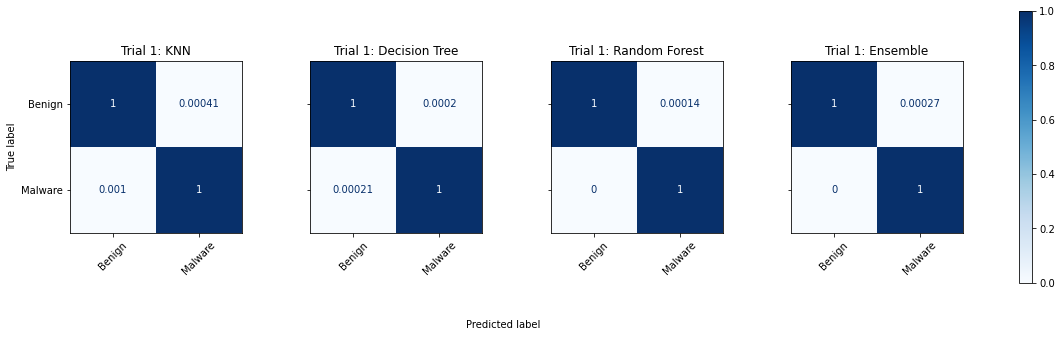 Trial 1: KNN
Trial 1: Decision Tree
Trial 1: Random Forest
Trial 1: Ensemble
True label
Benign
Malware
1 0.00041
0.001 1
1 0.0002
0.00021 1
1 0.00014
0 1
1 0.00027
0 1
Benign Malware
Benign Malware
Benign Malware
Benign Malware
Predicted label
1.0
0.8
0.6
0.4
0.2
0.0